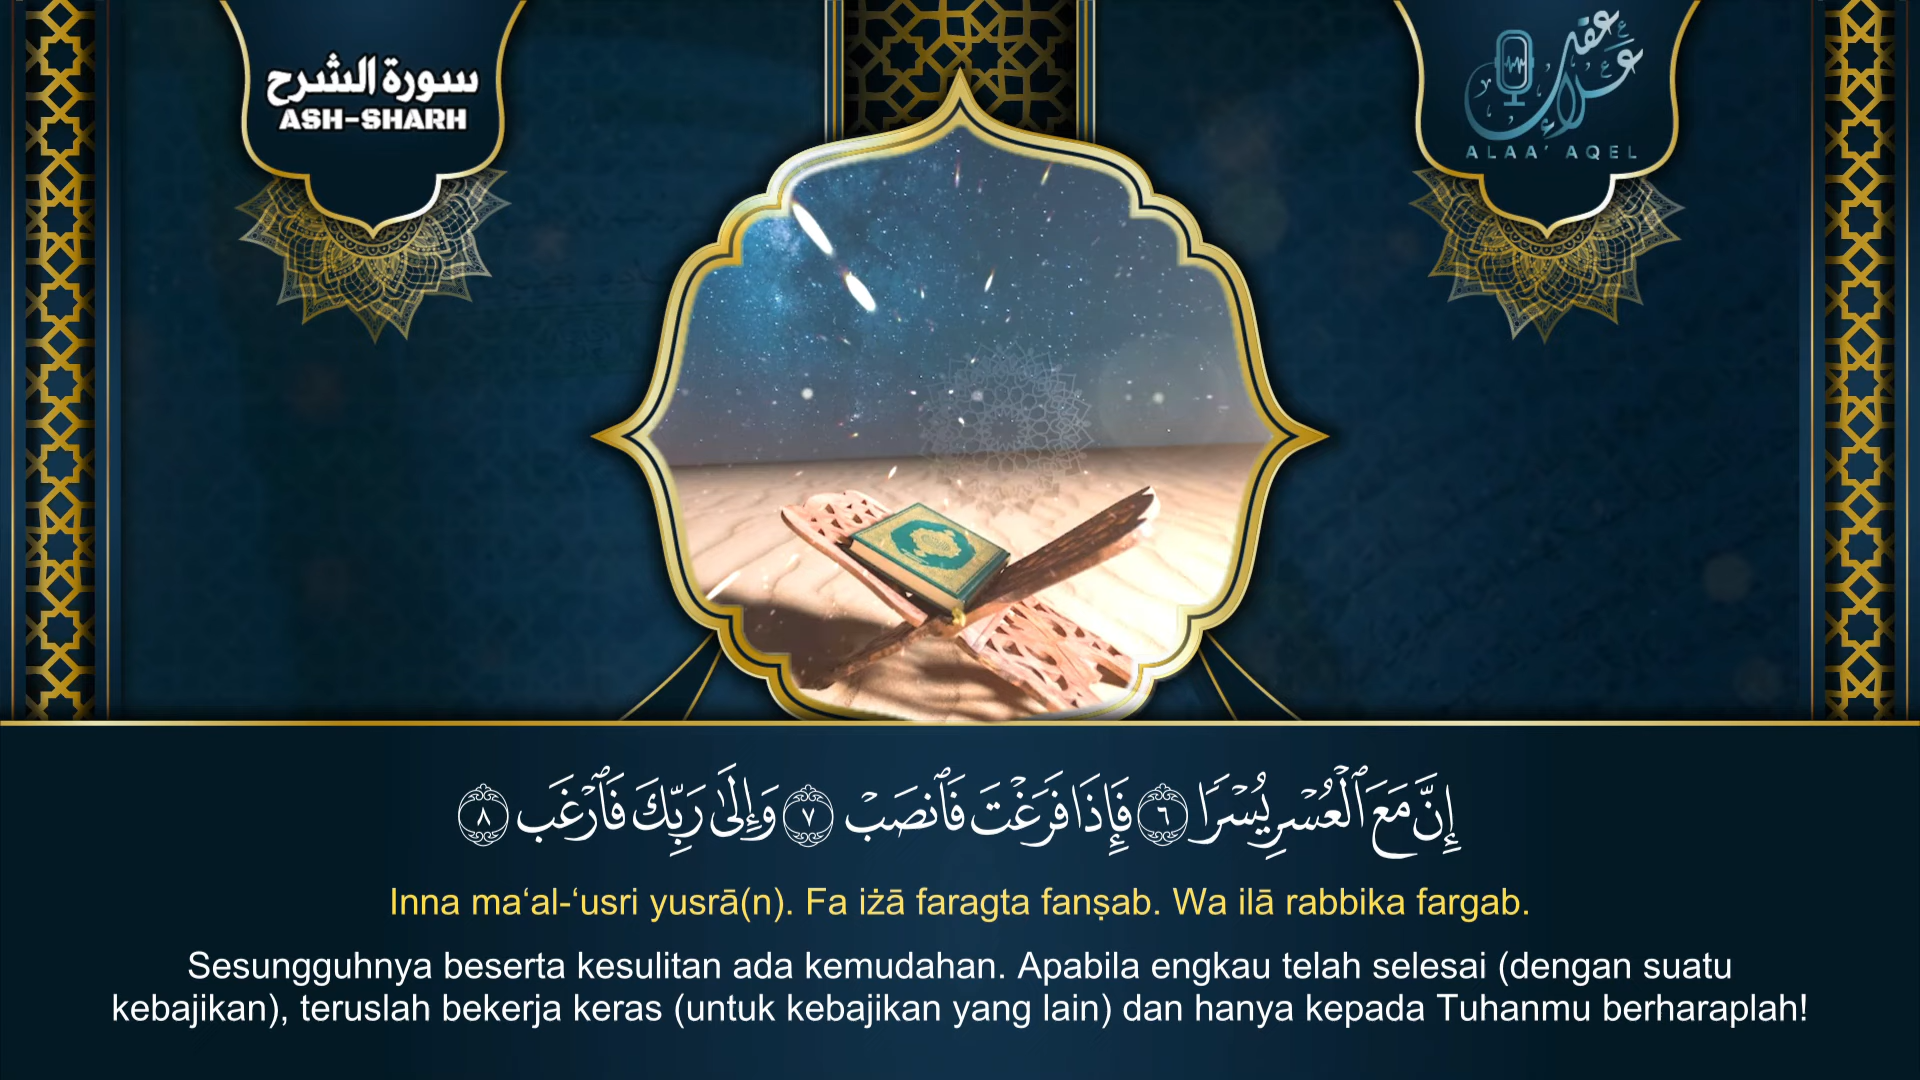 سورة الشرح
ASH-SHARH
علاء عقل
ALAA' AQEL
إِنَّ مَعَ ٱلْعُسْرِ يُسْرًا ٦ فَإِذَا فَرَغْتَ فَٱنصَبْ ٧ وَإِلَىٰ رَبِّكَ فَٱرْغَب ٨
Inna ma‘al-‘usri yusrā(n). Fa iżā faragta fanṣab. Wa ilā rabbika fargab.
Sesungguhnya beserta kesulitan ada kemudahan. Apabila engkau telah selesai (dengan suatu
kebajikan), teruslah bekerja keras (untuk kebajikan yang lain) dan hanya kepada Tuhanmu berharaplah!